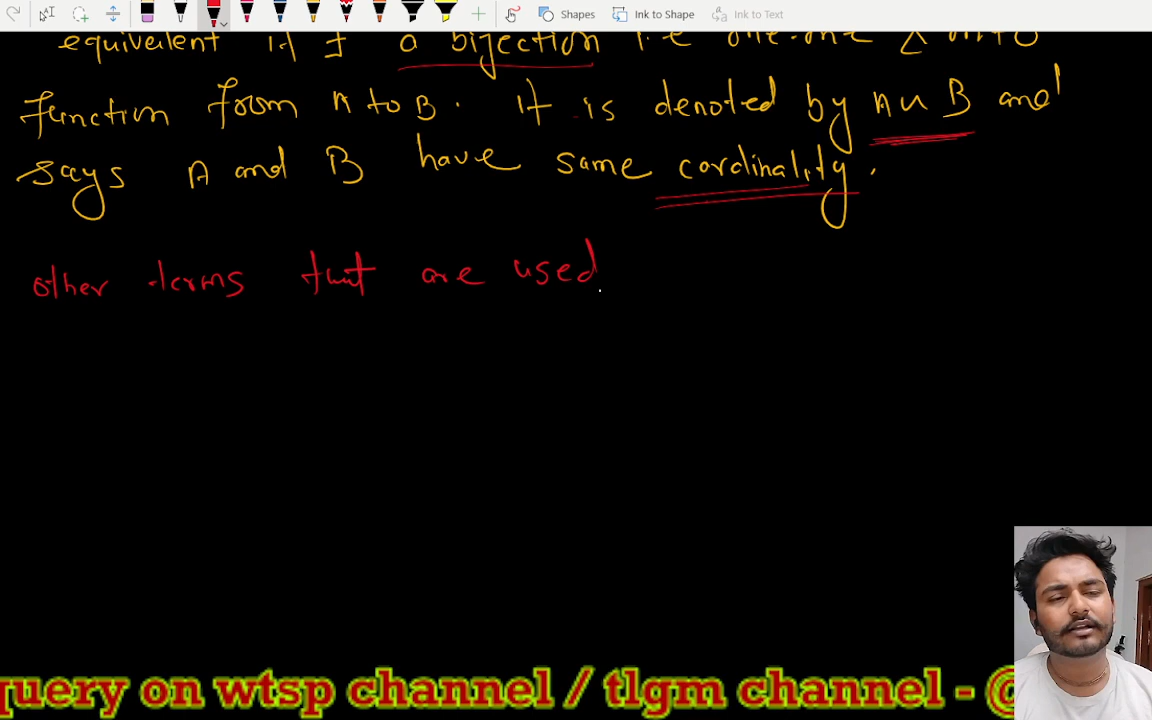 Shapes Ink to Shape Ink to Text
equivalent if ∃ a bijection i.e one-one & onto
function from A to B. It is denoted by A ~ B and
says A and B have same cordinality.
other terms that are used
query on wtsp channel / tlgm channel - @